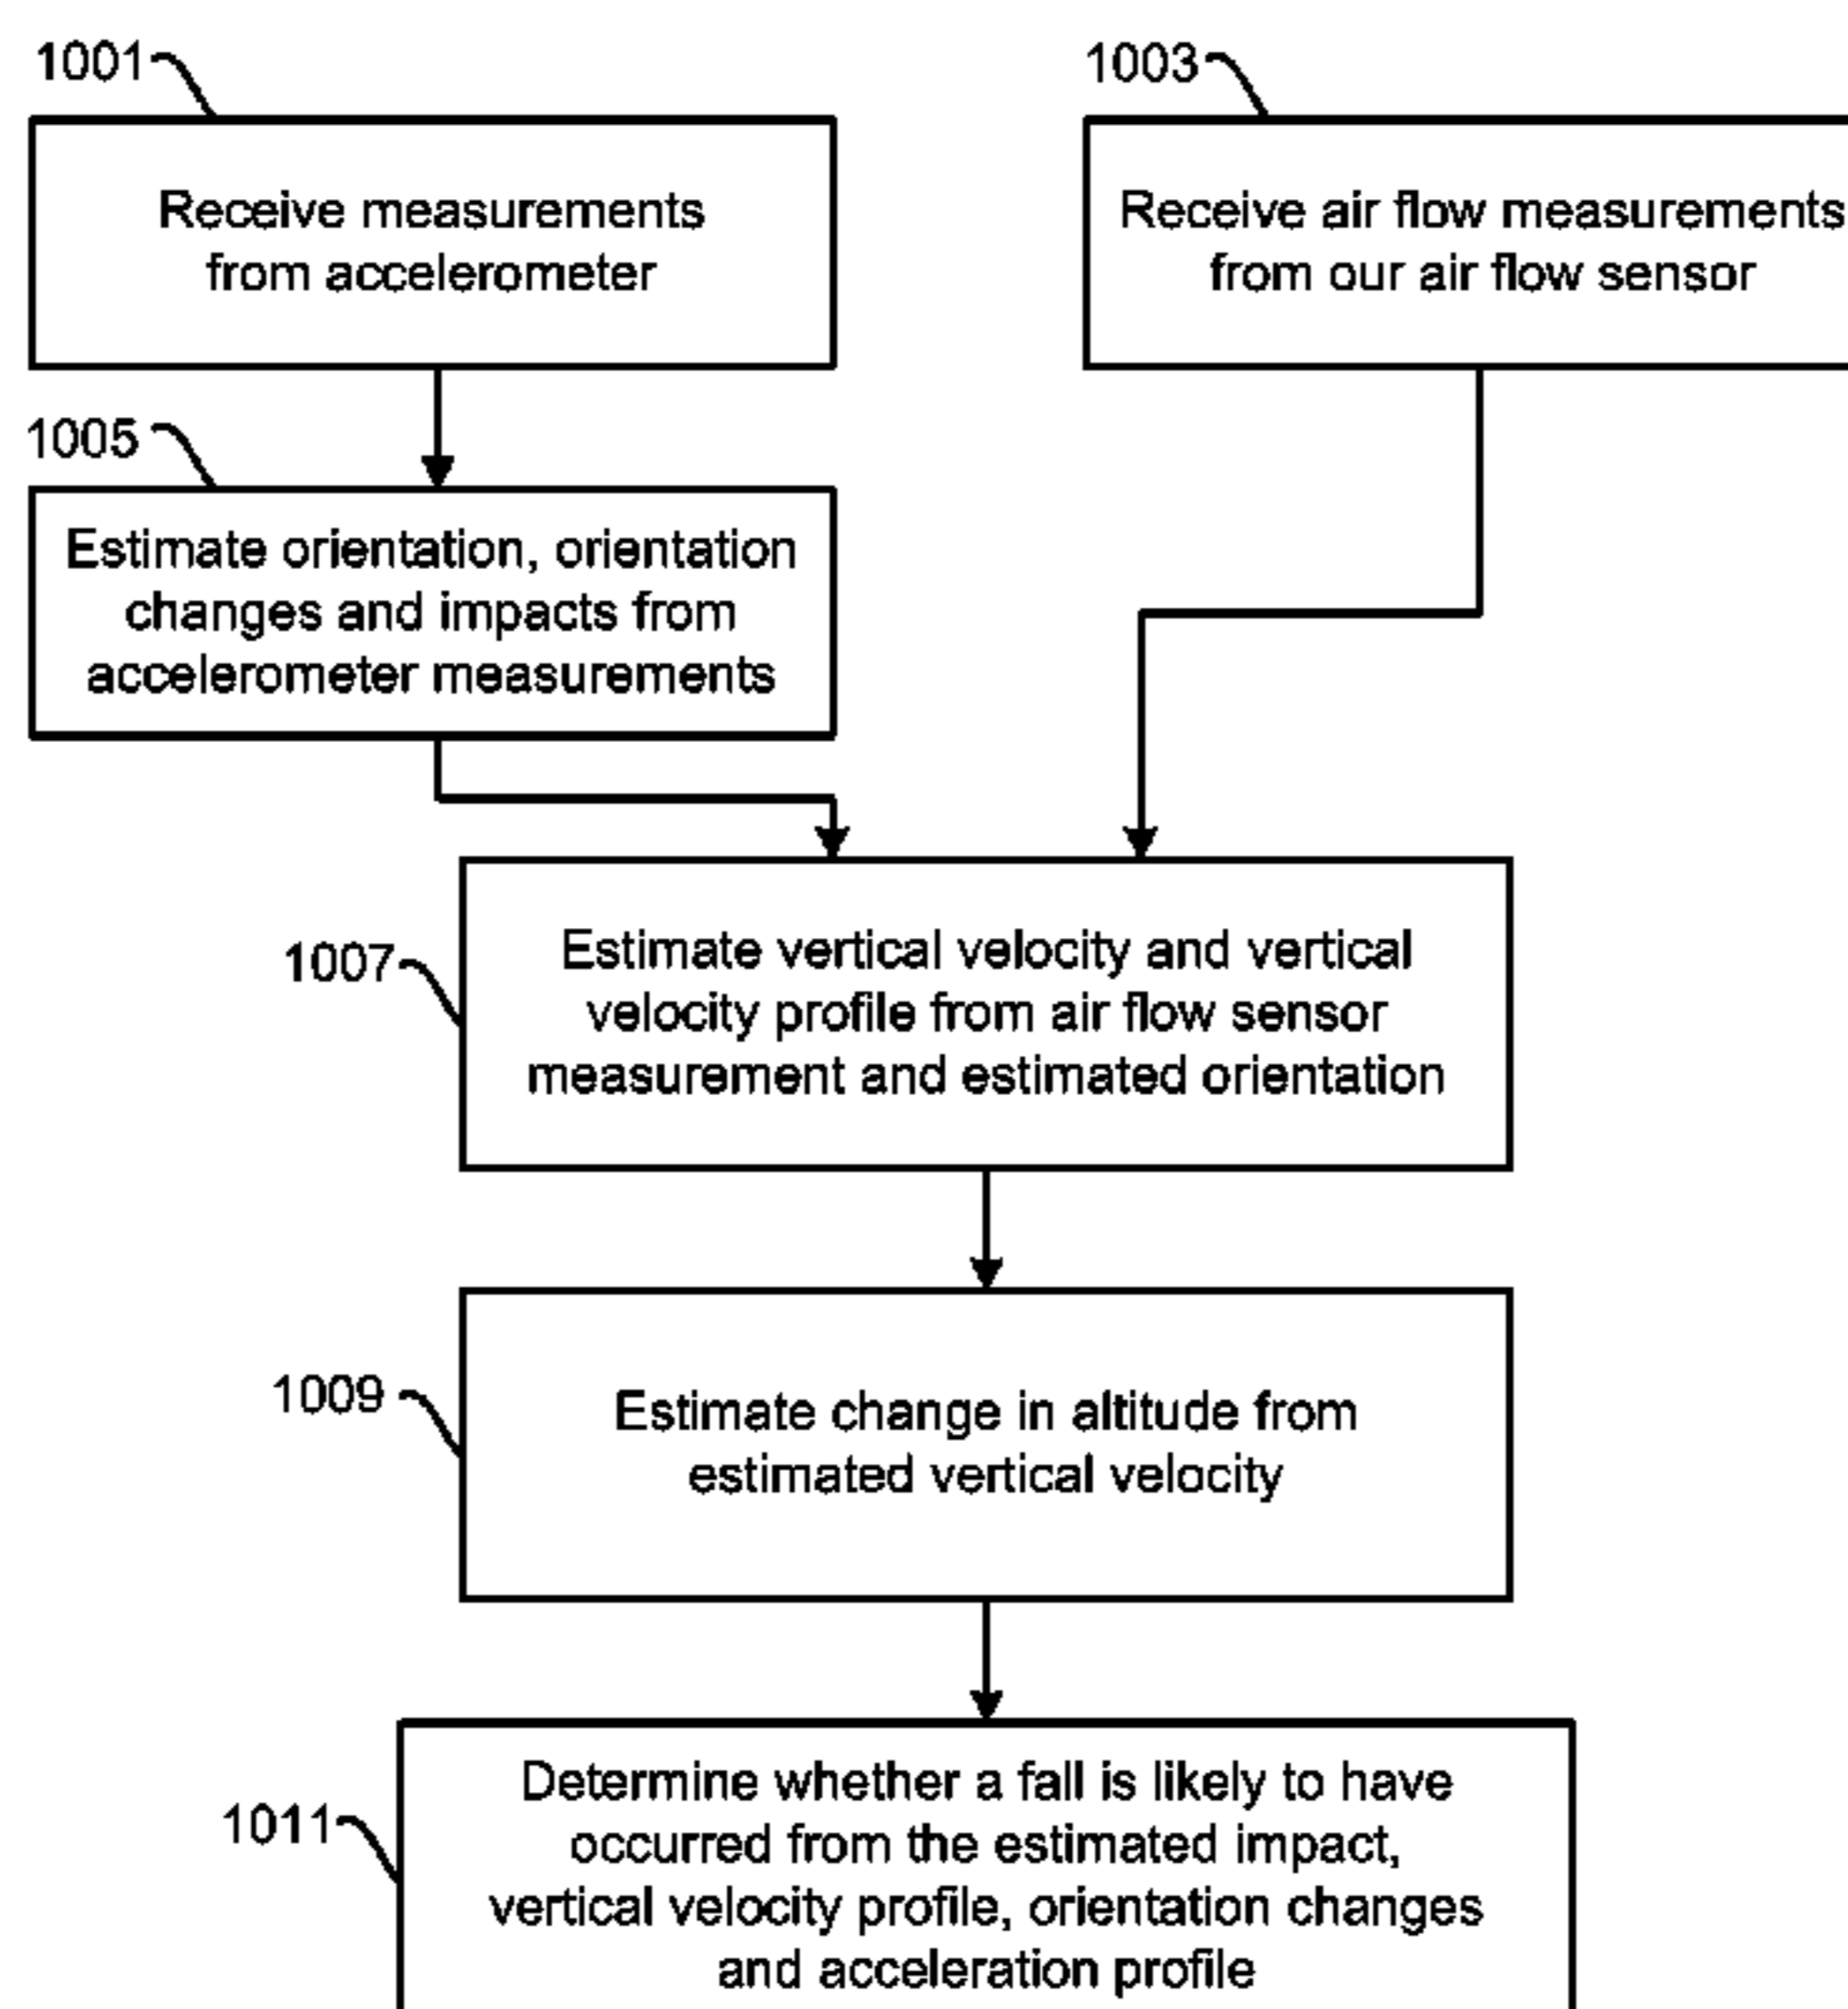 1001
Receive measurements
from accelerometer
1003
Receive air flow measurements
from our air flow sensor
1005
Estimate orientation, orientation
changes and impacts from
accelerometer measurements
1007
Estimate vertical velocity and vertical
velocity profile from air flow sensor
measurement and estimated orientation
1009
Estimate change in altitude from
estimated vertical velocity
1011
Determine whether a fall is likely to have
occurred from the estimated impact,
vertical velocity profile, orientation changes
and acceleration profile